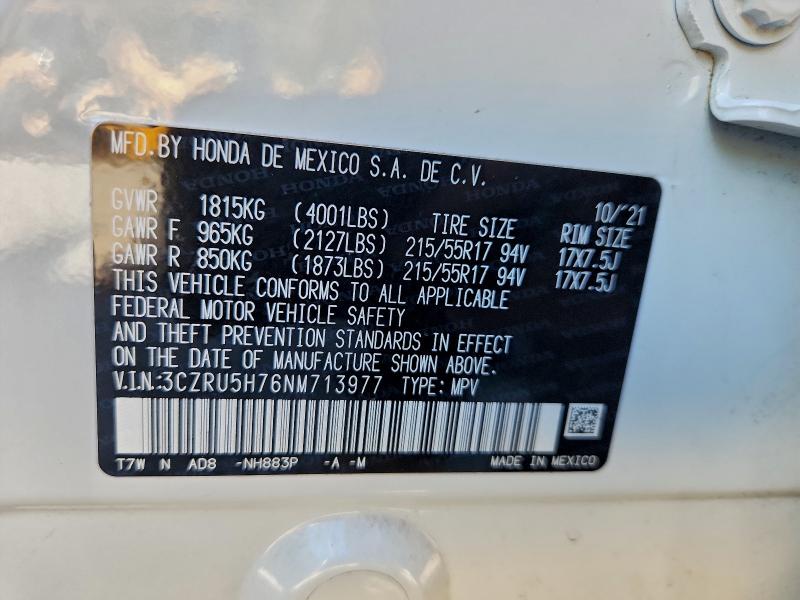 MFD.BY HONDA DE MEXICO S.A. DE C.V.
10/'21
GVWR 1815KG (4001LBS) TIRE SIZE RIM SIZE
GAWR F 965KG (2127LBS) 215/55R17 94V 17X7.5J
GAWR R 850KG (1873LBS) 215/55R17 94V 17X7.5J
THIS VEHICLE CONFORMS TO ALL APPLICABLE
FEDERAL MOTOR VEHICLE SAFETY
AND THEFT PREVENTION STANDARDS IN EFFECT
ON THE DATE OF MANUFACTURE SHOWN ABOVE.
V.I.N.:3CZRU5H76NM713977 TYPE: MPV
T7W N AD8 -NH883P -A -M MADE IN MEXICO